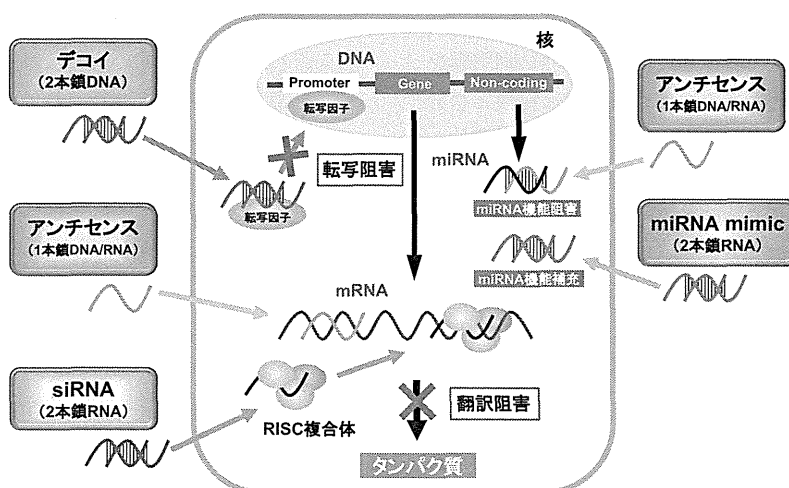 デコイ
(2本鎖DNA)
アンチセンス
(1本鎖DNA/RNA)
siRNA
(2本鎖RNA)
核
DNA
Promoter
Gene
Non-coding
転写因子
転写阻害
転写因子
miRNA
miRNA機能阻害
miRNA機能補充
mRNA
RISC複合体
翻訳阻害
タンパク質
アンチセンス
(1本鎖DNA/RNA)
miRNA mimic
(2本鎖RNA)